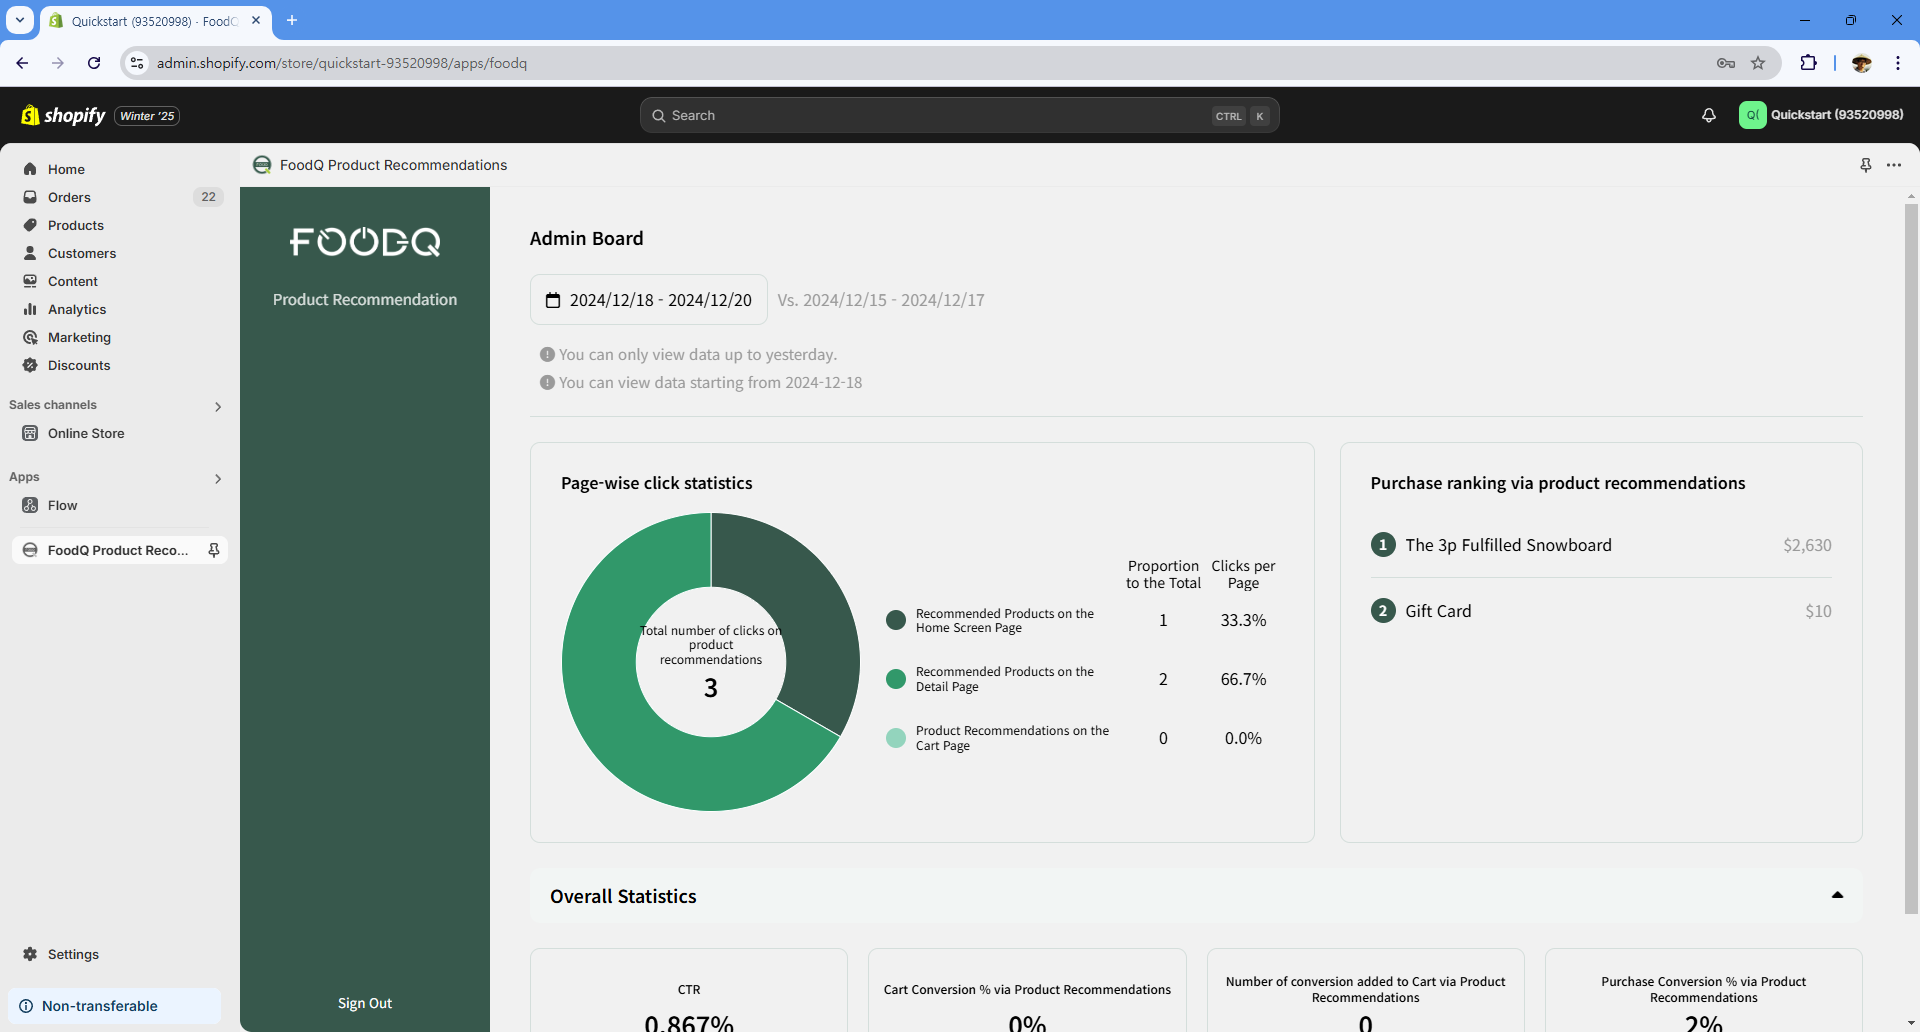 Quickstart (93520998) · FoodQ
admin.shopify.com/store/quickstart-93520998/apps/foodq
shopify
Winter '25
Search
CTRL
K
Q(
Quickstart (93520998)
Home
Orders
22
Products
Customers
Content
Analytics
Marketing
Discounts
Sales channels
Online Store
Apps
Flow
FoodQ Product Reco...
Settings
Non-transferable
FoodQ Product Recommendations
FOODQ
Product Recommendation
Sign Out
Admin Board
2024/12/18 - 2024/12/20
Vs. 2024/12/15 - 2024/12/17
You can only view data up to yesterday.
You can view data starting from 2024-12-18
Page-wise click statistics
Total number of clicks on
product
recommendations
3
Proportion
to the Total
Clicks per
Page
Recommended Products on the
Home Screen Page
1
33.3%
Recommended Products on the
Detail Page
2
66.7%
Product Recommendations on the
Cart Page
0
0.0%
Purchase ranking via product recommendations
1
The 3p Fulfilled Snowboard
$2,630
2
Gift Card
$10
Overall Statistics
CTR
0.867%
Cart Conversion % via Product Recommendations
0%
Number of conversion added to Cart via Product
Recommendations
0
Purchase Conversion % via Product
Recommendations
2%